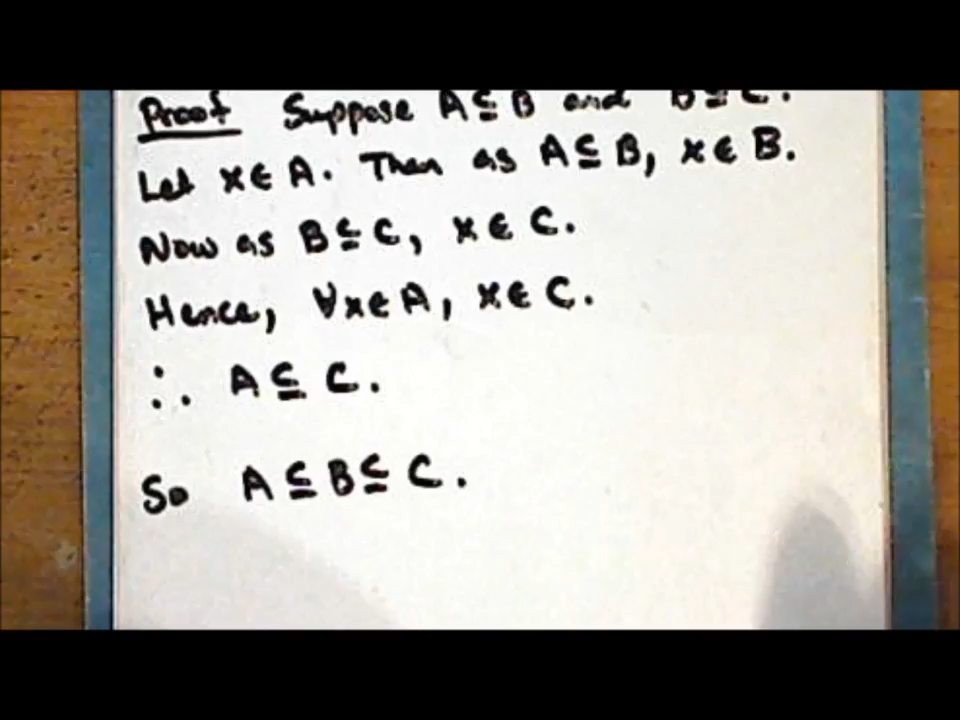 Proof Suppose A ⊆ B and B ⊆ C.
Let x ∈ A. Then as A ⊆ B, x ∈ B.
Now as B ⊆ C, x ∈ C.
Hence, ∀x ∈ A, x ∈ C.
∴ A ⊆ C.
So A ⊆ B ⊆ C.